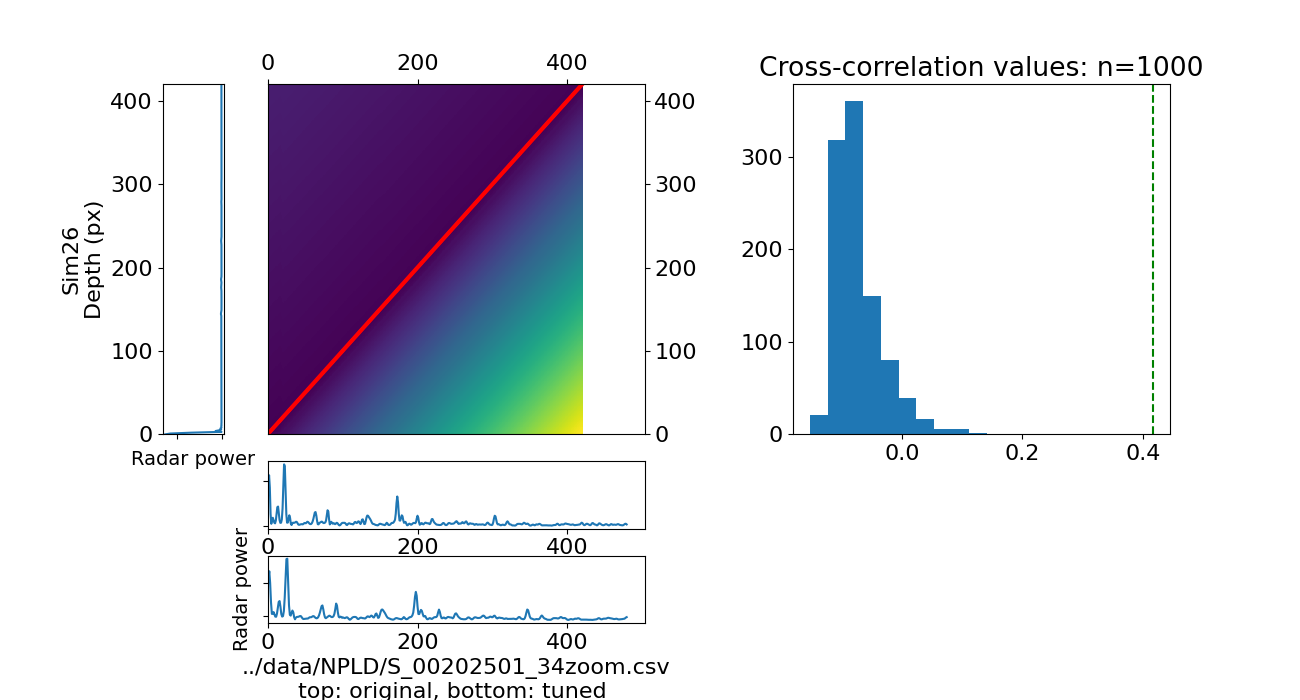 0 200 400
Cross-correlation values: n=1000
400
300
200
100
0
Sim26
Depth (px)
Radar power
400
300
200
100
0
300
200
100
0
0.0 0.2 0.4
0 200 400
Radar power
0 200 400
../data/NPLD/S_00202501_34zoom.csv
top: original, bottom: tuned